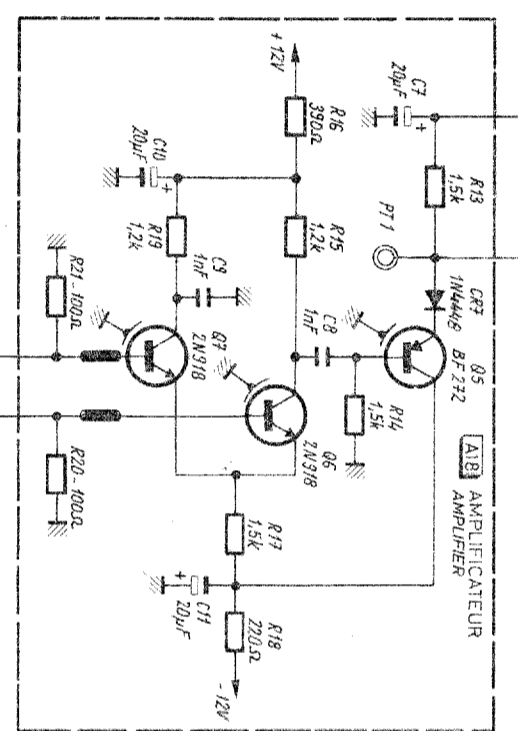 +12V
R16
390Ω
C7
20µF
+
C10
20µF
+
R13
1,5k
R19
1,2k
R15
1,2k
PT1
C9
1nF
R21-100Ω
CR7
1N4448
C8
1nF
Q7
2N918
Q5
BF272
R14
1,5k
Q6
2N918
R20-100Ω
A18
AMPLIFICATEUR
AMPLIFIER
R17
1,5k
+
C11
20µF
R18
220Ω
-12V